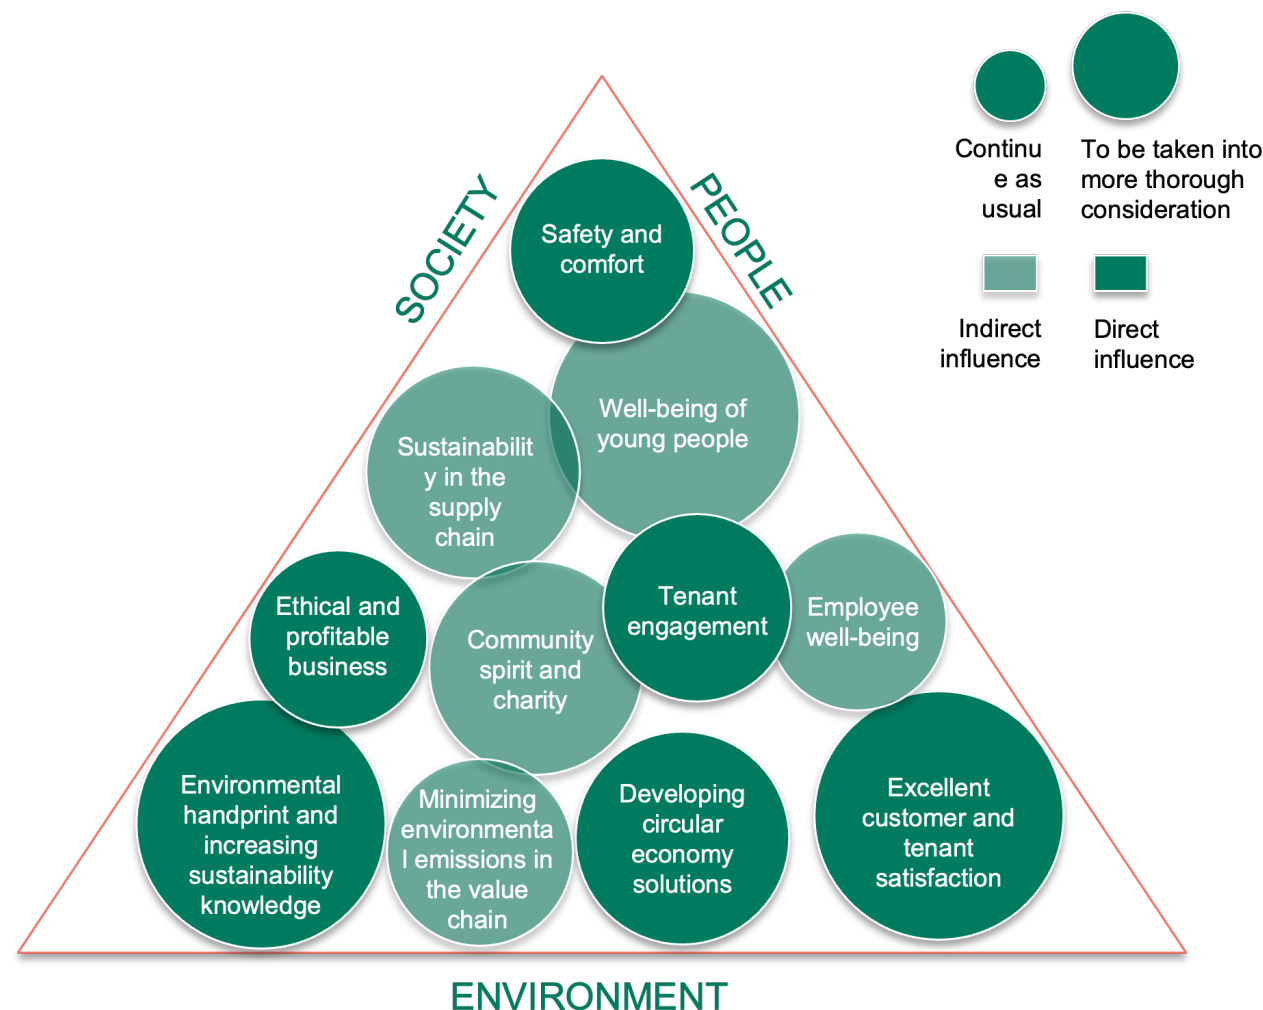 SOCIETY
PEOPLE
Continu
e as
usual
To be taken into
more thorough
consideration
Indirect
influence
Direct
influence
Safety and
comfort
Well-being of
young people
Sustainabilit
y in the
supply
chain
Ethical and
profitable
business
Community
spirit and
charity
Tenant
engagement
Employee
well-being
Environmental
handprint and
increasing
sustainability
knowledge
Minimizing
environmenta
l emissions in
the value
chain
Developing
circular
economy
solutions
Excellent
customer and
tenant
satisfaction
ENVIRONMENT